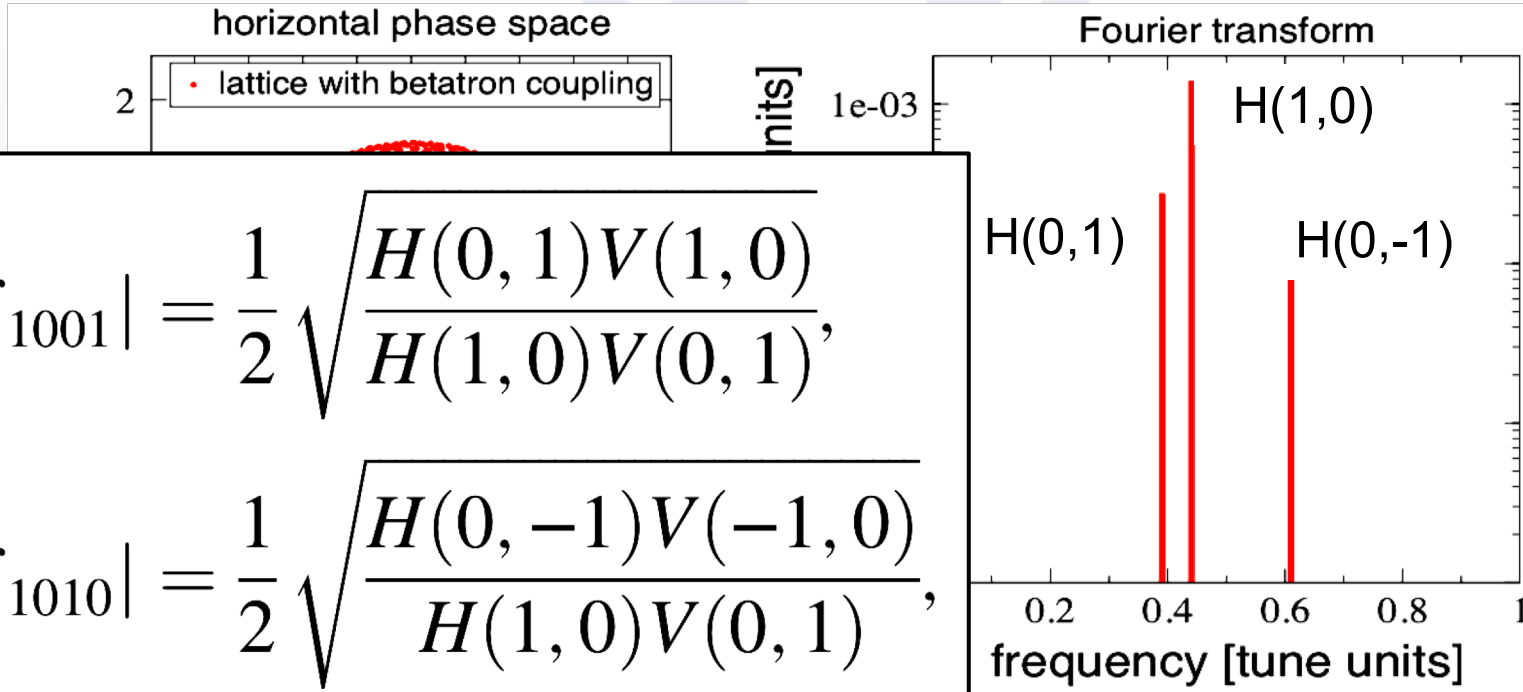 horizontal phase space
lattice with betatron coupling
2
Fourier transform
nits]
1e-03
H(1,0)
H(0,1)
H(0,-1)
1001| = 1/2 √(H(0, 1)V(1, 0) / H(1, 0)V(0, 1)),
1010| = 1/2 √(H(0, −1)V(−1, 0) / H(1, 0)V(0, 1)),
0.2 0.4 0.6 0.8 1
frequency [tune units]